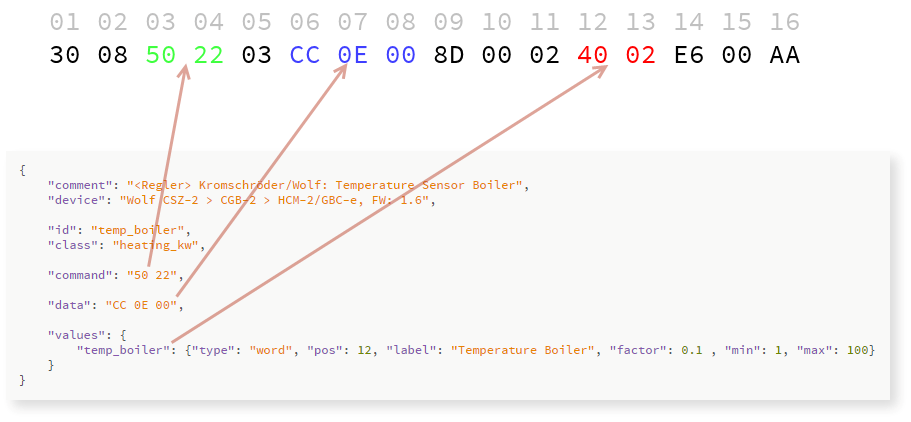 01 02 03 04 05 06 07 08 09 10 11 12 13 14 15 16
30 08 50 22 03 CC 0E 00 8D 00 02 40 02 E6 00 AA
{
    "comment": "<Regler> Kromschröder/Wolf: Temperature Sensor Boiler",
    "device": "Wolf CSZ-2 > CGB-2 > HCM-2/GBC-e, FW: 1.6",
    "id": "temp_boiler",
    "class": "heating_kw",
    "command": "50 22",
    "data": "CC 0E 00",
    "values": {
        "temp_boiler": {"type": "word", "pos": 12, "label": "Temperature Boiler", "factor": 0.1 , "min": 1, "max": 100}
    }
}